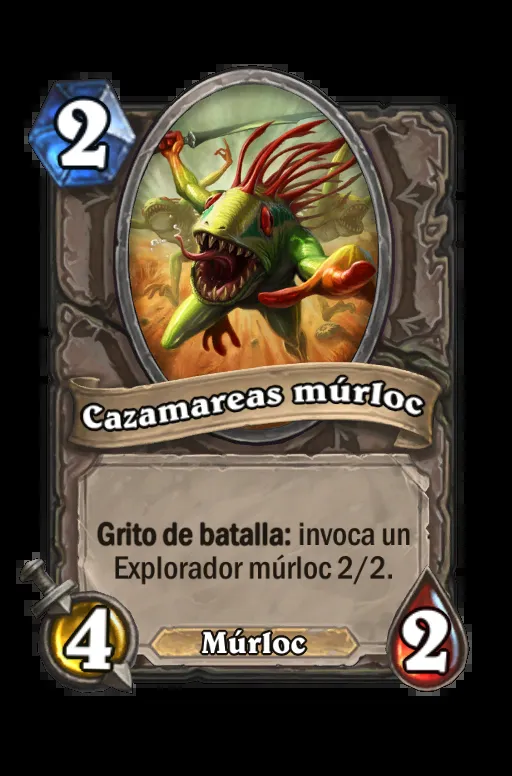 2
Cazamareas múrloc
Grito de batalla: invoca un
Explorador múrloc 2/2.
4
Múrloc
2